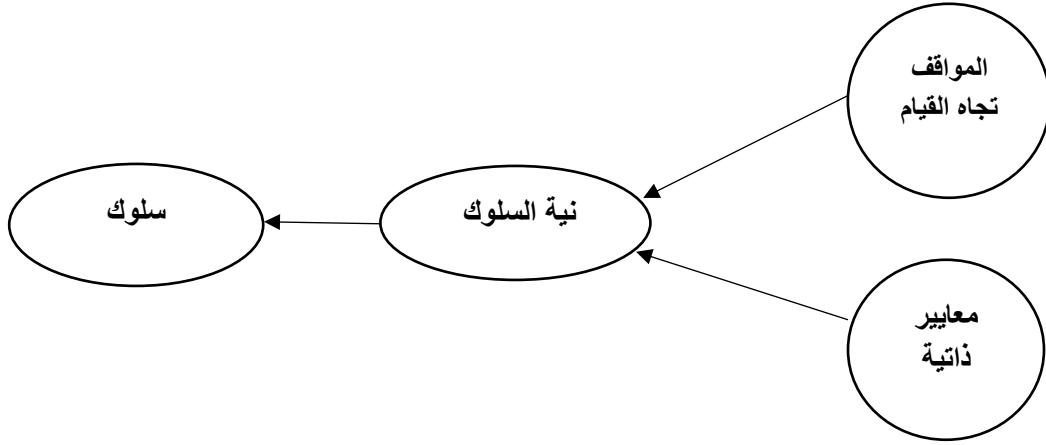 المواقف
تجاه القيام
نية السلوك
سلوك
معايير
ذاتية